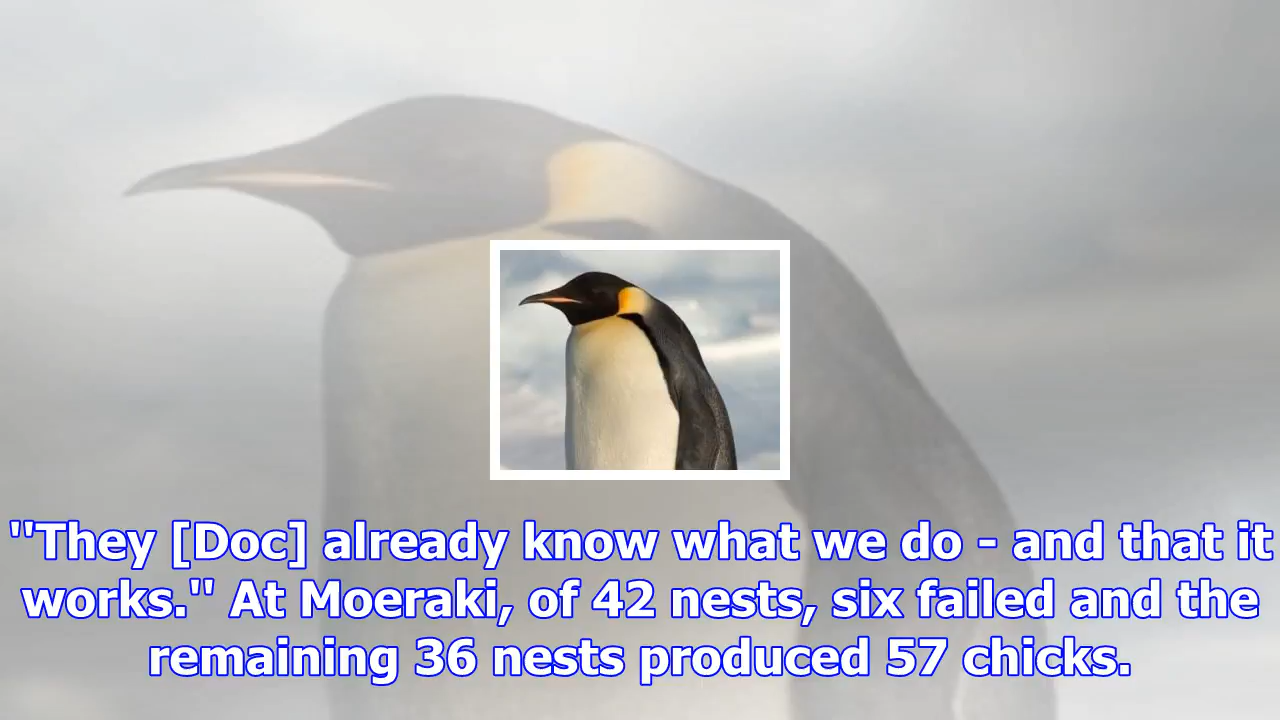 "They [Doc] already know what we do - and that it
works." At Moeraki, of 42 nests, six failed and the
remaining 36 nests produced 57 chicks.